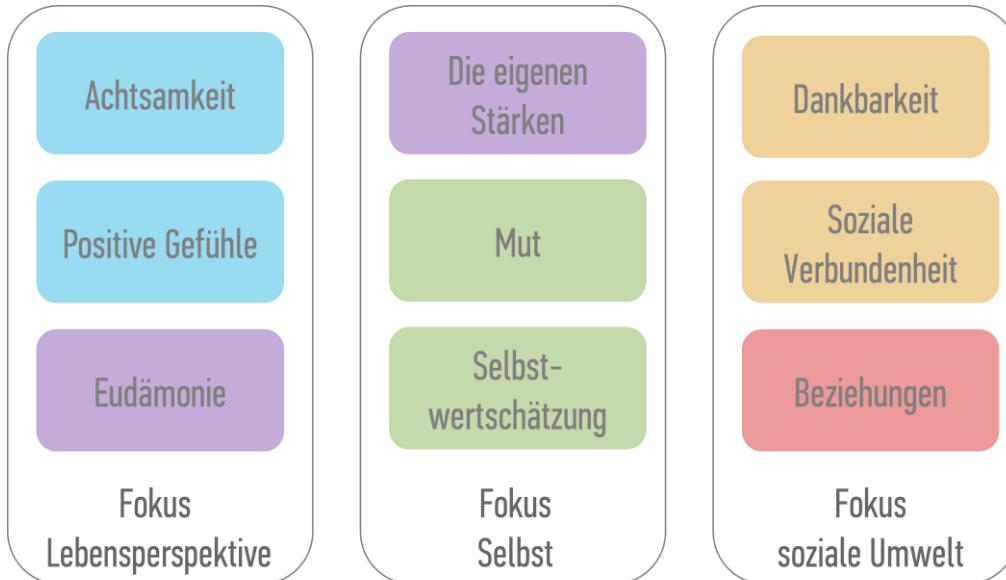 Achtsamkeit
Positive Gefühle
Eudämonie
Fokus
Lebensperspektive
Die eigenen
Stärken
Mut
Selbst-
wertschätzung
Fokus
Selbst
Dankbarkeit
Soziale
Verbundenheit
Beziehungen
Fokus
soziale Umwelt